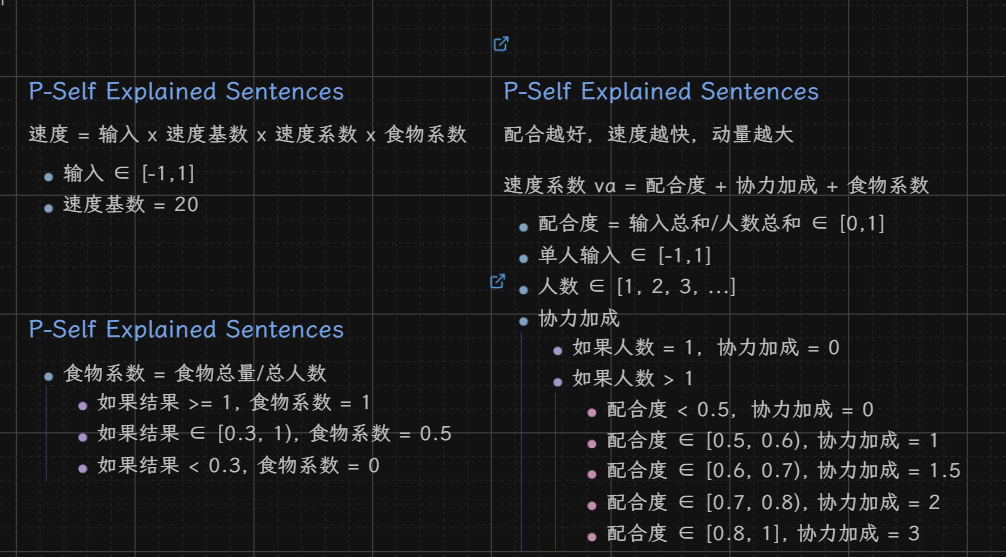 P-Self Explained Sentences
速度 = 输入 x 速度基数 x 速度系数 x 食物系数
输入 ∈ [-1,1]
速度基数 = 20
P-Self Explained Sentences
食物系数 = 食物总量/总人数
如果结果 >= 1, 食物系数 = 1
如果结果 ∈ [0.3, 1), 食物系数 = 0.5
如果结果 < 0.3, 食物系数 = 0
P-Self Explained Sentences
配合越好，速度越快，动量越大
速度系数 va = 配合度 + 协力加成 + 食物系数
配合度 = 输入总和/人数总和 ∈ [0,1]
单人输入 ∈ [-1,1]
人数 ∈ [1, 2, 3, ...]
协力加成
如果人数 = 1，协力加成 = 0
如果人数 > 1
配合度 < 0.5，协力加成 = 0
配合度 ∈ [0.5, 0.6), 协力加成 = 1
配合度 ∈ [0.6, 0.7), 协力加成 = 1.5
配合度 ∈ [0.7, 0.8), 协力加成 = 2
配合度 ∈ [0.8, 1], 协力加成 = 3